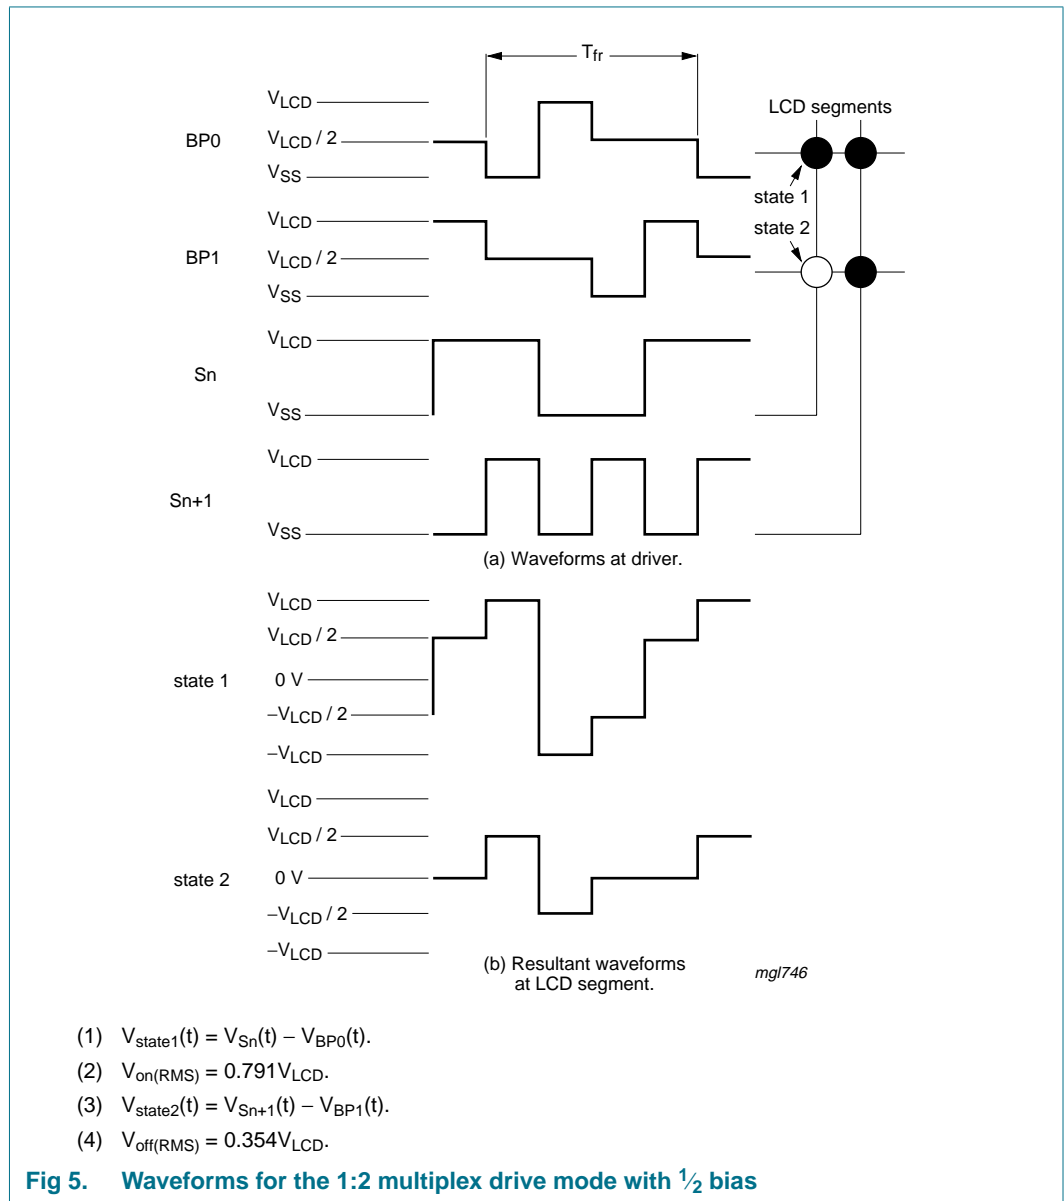 Tfr
VLCD
BP0
VLCD / 2
VSS
LCD segments
state 1
VLCD
state 2
BP1
VLCD / 2
VSS
VLCD
Sn
VSS
VLCD
Sn+1
VSS
(a) Waveforms at driver.
VLCD
VLCD / 2
state 1
0 V
−VLCD / 2
−VLCD
VLCD
VLCD / 2
state 2
0 V
−VLCD / 2
−VLCD
(b) Resultant waveforms
at LCD segment.
mgl746
(1) Vstate1(t) = VSn(t) − VBP0(t).
(2) Von(RMS) = 0.791VLCD.
(3) Vstate2(t) = VSn+1(t) − VBP1(t).
(4) Voff(RMS) = 0.354VLCD.
Fig 5. Waveforms for the 1:2 multiplex drive mode with 1⁄2 bias